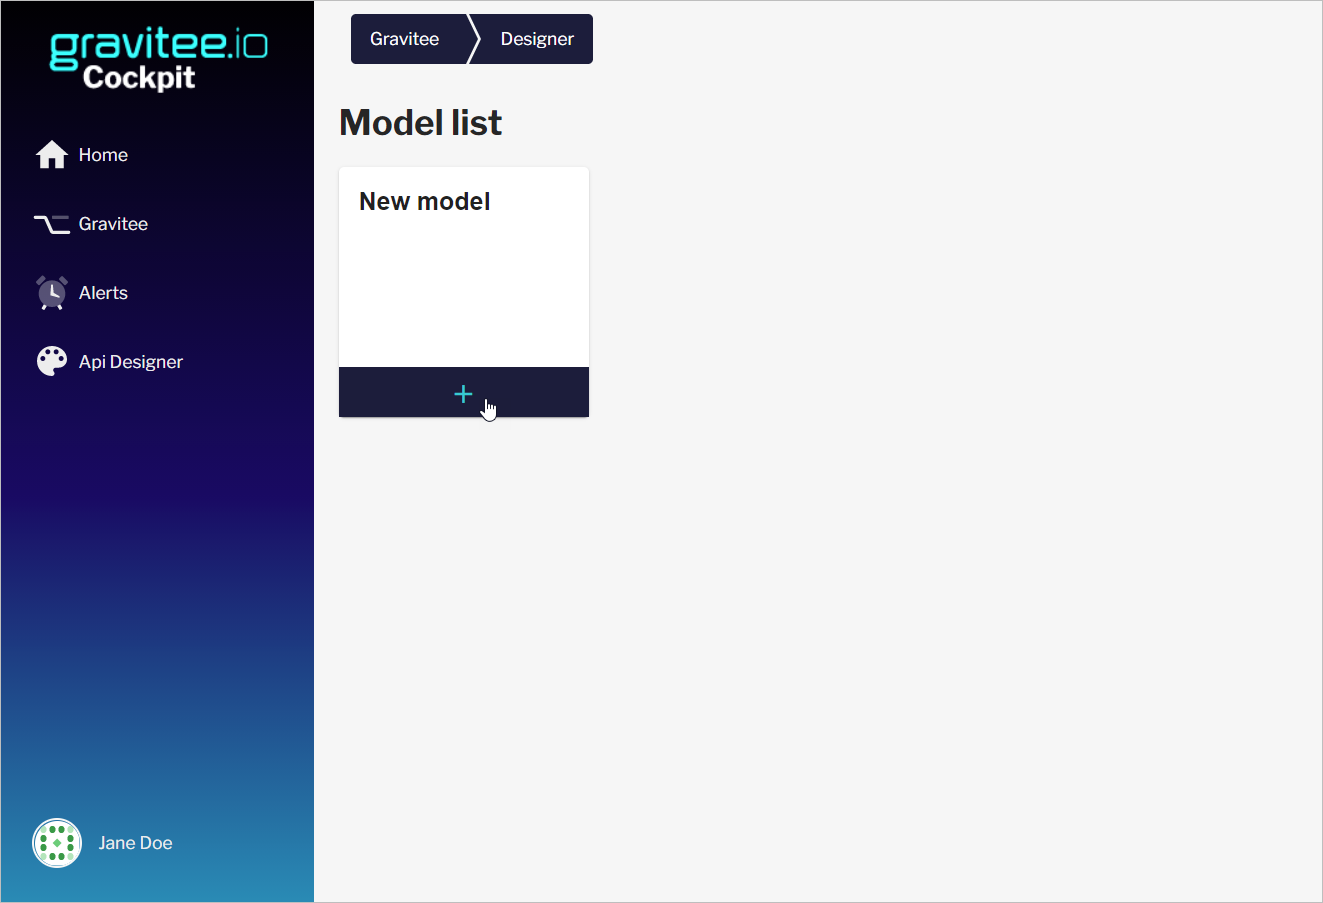 gravitee.io
Cockpit
Home
Gravitee
Alerts
Api Designer
Jane Doe
Gravitee
Designer
Model list
New model
+